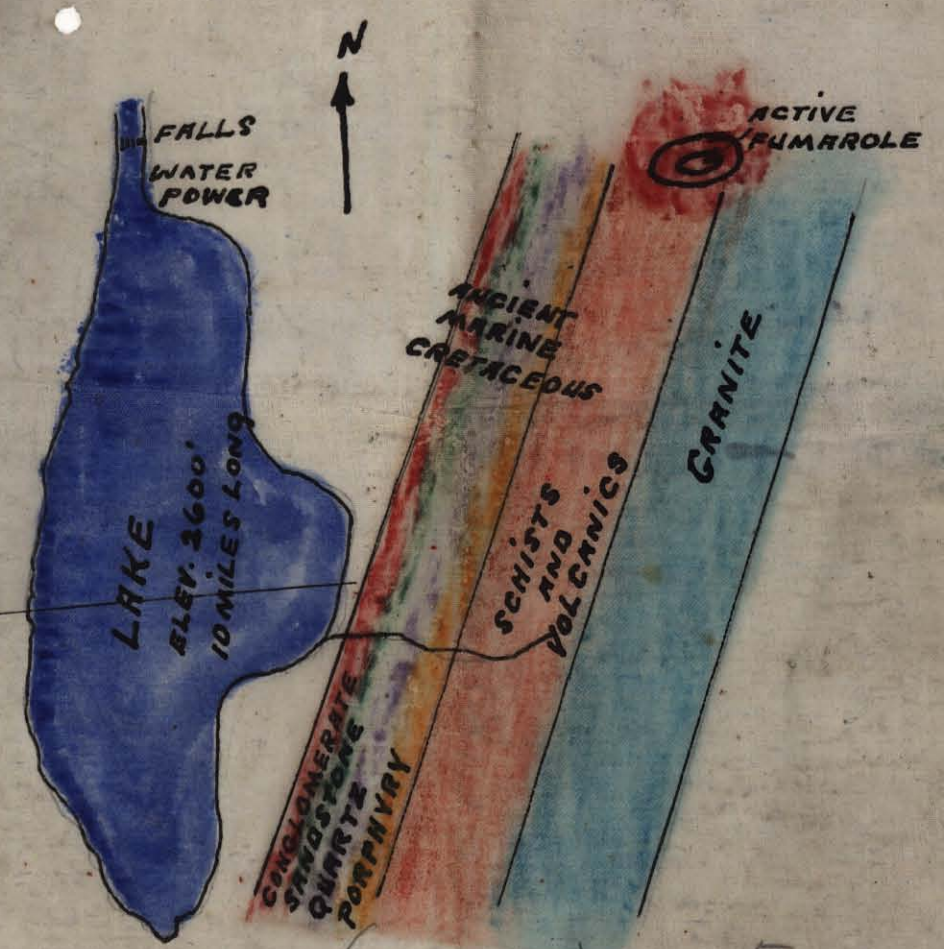 N
FALLS
WATER
POWER
ACTIVE
FUMAROLE
ANCIENT
MARINE
CRETACEOUS
GRANITE
SCHISTS
AND
VOLCANICS
LAKE
ELEV. 3600'
10 MILES LONG
CONGLOMERATE
SANDSTONE
QUARTZ
PORPHYRY